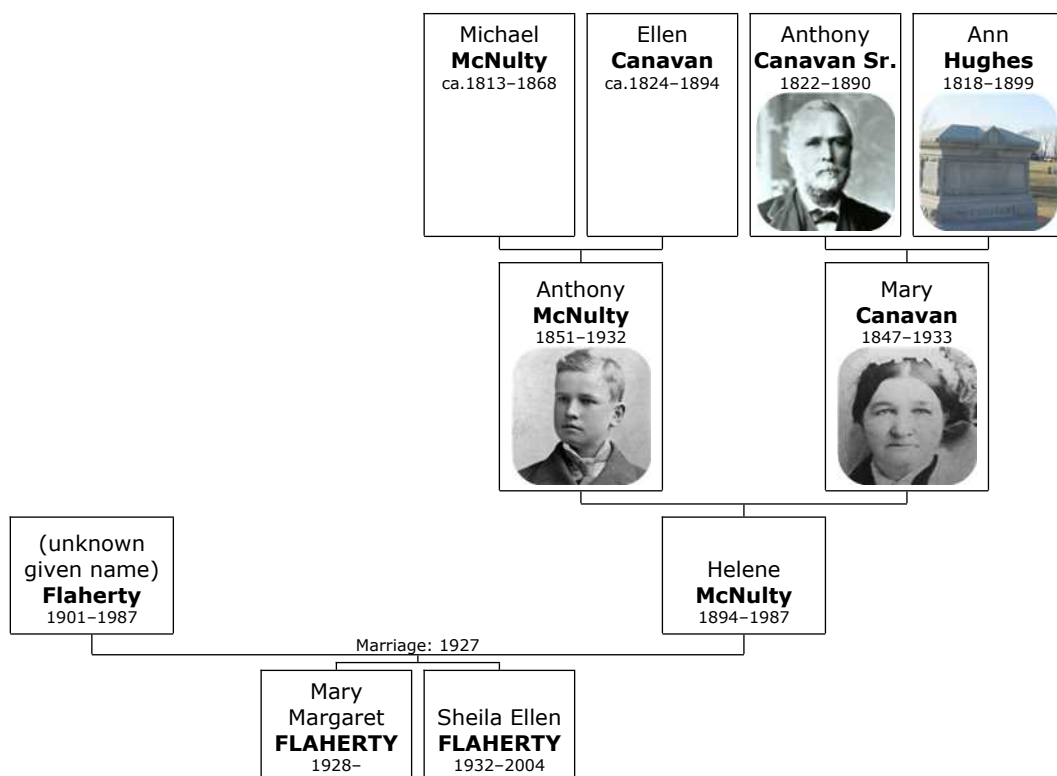 Michael
McNulty
ca.1813–1868
Ellen
Canavan
ca.1824–1894
Anthony
Canavan Sr.
1822–1890
Ann
Hughes
1818–1899
Anthony
McNulty
1851–1932
Mary
Canavan
1847–1933
(unknown
given name)
Flaherty
1901–1987
Helene
McNulty
1894–1987
Marriage: 1927
Mary
Margaret
FLAHERTY
1928–
Sheila Ellen
FLAHERTY
1932–2004